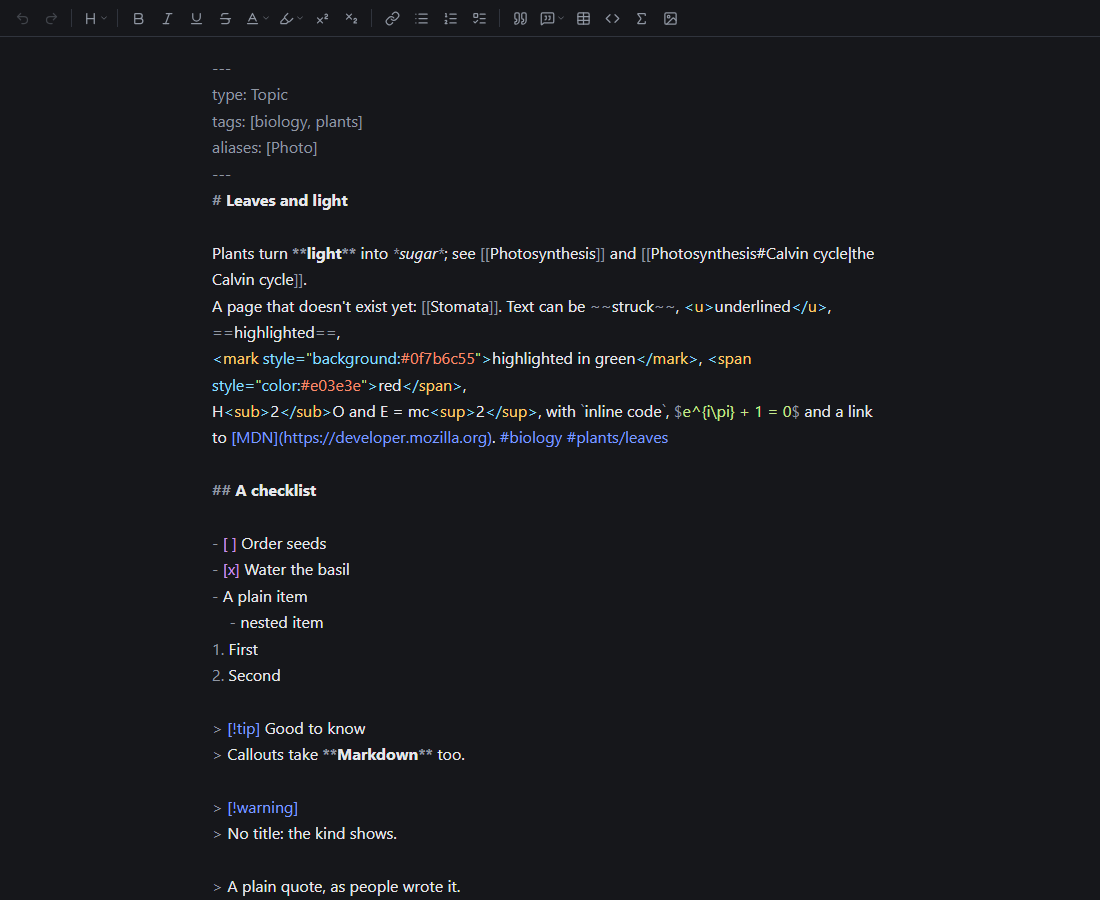 H B I U S A x² x₂ Σ
---
type: Topic
tags: [biology, plants]
aliases: [Photo]
---
# Leaves and light
Plants turn **light** into *sugar*; see [[Photosynthesis]] and [[Photosynthesis#Calvin cycle|the
Calvin cycle]].
A page that doesn't exist yet: [[Stomata]]. Text can be ~~struck~~, <u>underlined</u>,
==highlighted==,
<mark style="background:#0f7b6c55">highlighted in green</mark>, <span
style="color:#e03e3e">red</span>,
H<sub>2</sub>O and E = mc<sup>2</sup>, with `inline code`, $e^{i\pi} + 1 = 0$ and a link
to [MDN](https://developer.mozilla.org). #biology #plants/leaves
## A checklist
- [ ] Order seeds
- [x] Water the basil
- A plain item
    - nested item
1. First
2. Second
> [!tip] Good to know
> Callouts take **Markdown** too.
> [!warning]
> No title: the kind shows.
> A plain quote, as people wrote it.